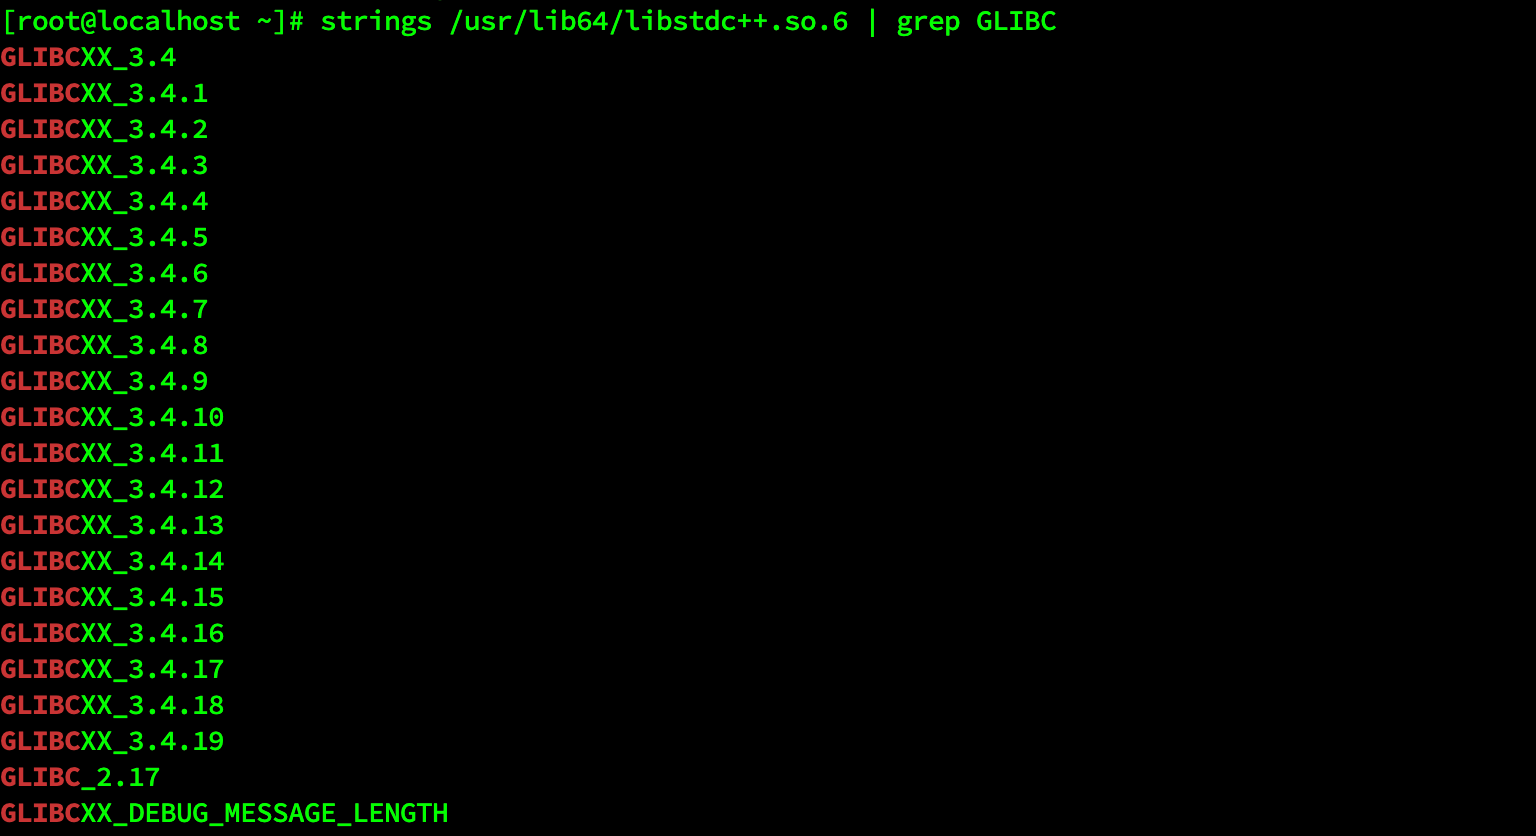 [root@localhost ~]# strings /usr/lib64/libstdc++.so.6 | grep GLIBC
GLIBCXX_3.4
GLIBCXX_3.4.1
GLIBCXX_3.4.2
GLIBCXX_3.4.3
GLIBCXX_3.4.4
GLIBCXX_3.4.5
GLIBCXX_3.4.6
GLIBCXX_3.4.7
GLIBCXX_3.4.8
GLIBCXX_3.4.9
GLIBCXX_3.4.10
GLIBCXX_3.4.11
GLIBCXX_3.4.12
GLIBCXX_3.4.13
GLIBCXX_3.4.14
GLIBCXX_3.4.15
GLIBCXX_3.4.16
GLIBCXX_3.4.17
GLIBCXX_3.4.18
GLIBCXX_3.4.19
GLIBC_2.17
GLIBCXX_DEBUG_MESSAGE_LENGTH